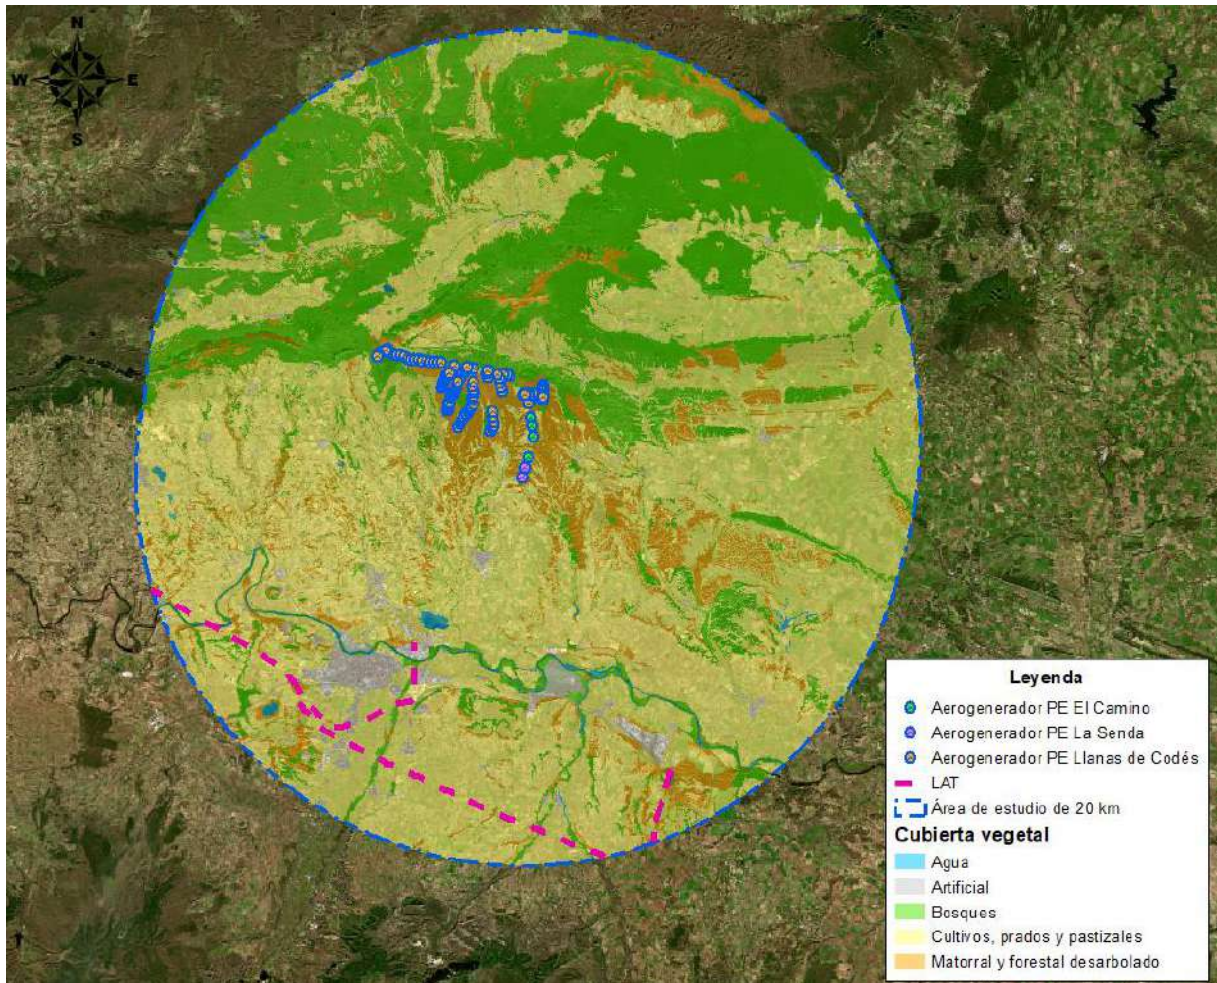 N
W E
S
Leyenda
Aerogenerador PE El Camino
Aerogenerador PE La Senda
Aerogenerador PE Llanas de Codés
LAT
Área de estudio de 20 km
Cubierta vegetal
Agua
Artificial
Bosques
Cultivos, prados y pastizales
Matorral y forestal desarbolado